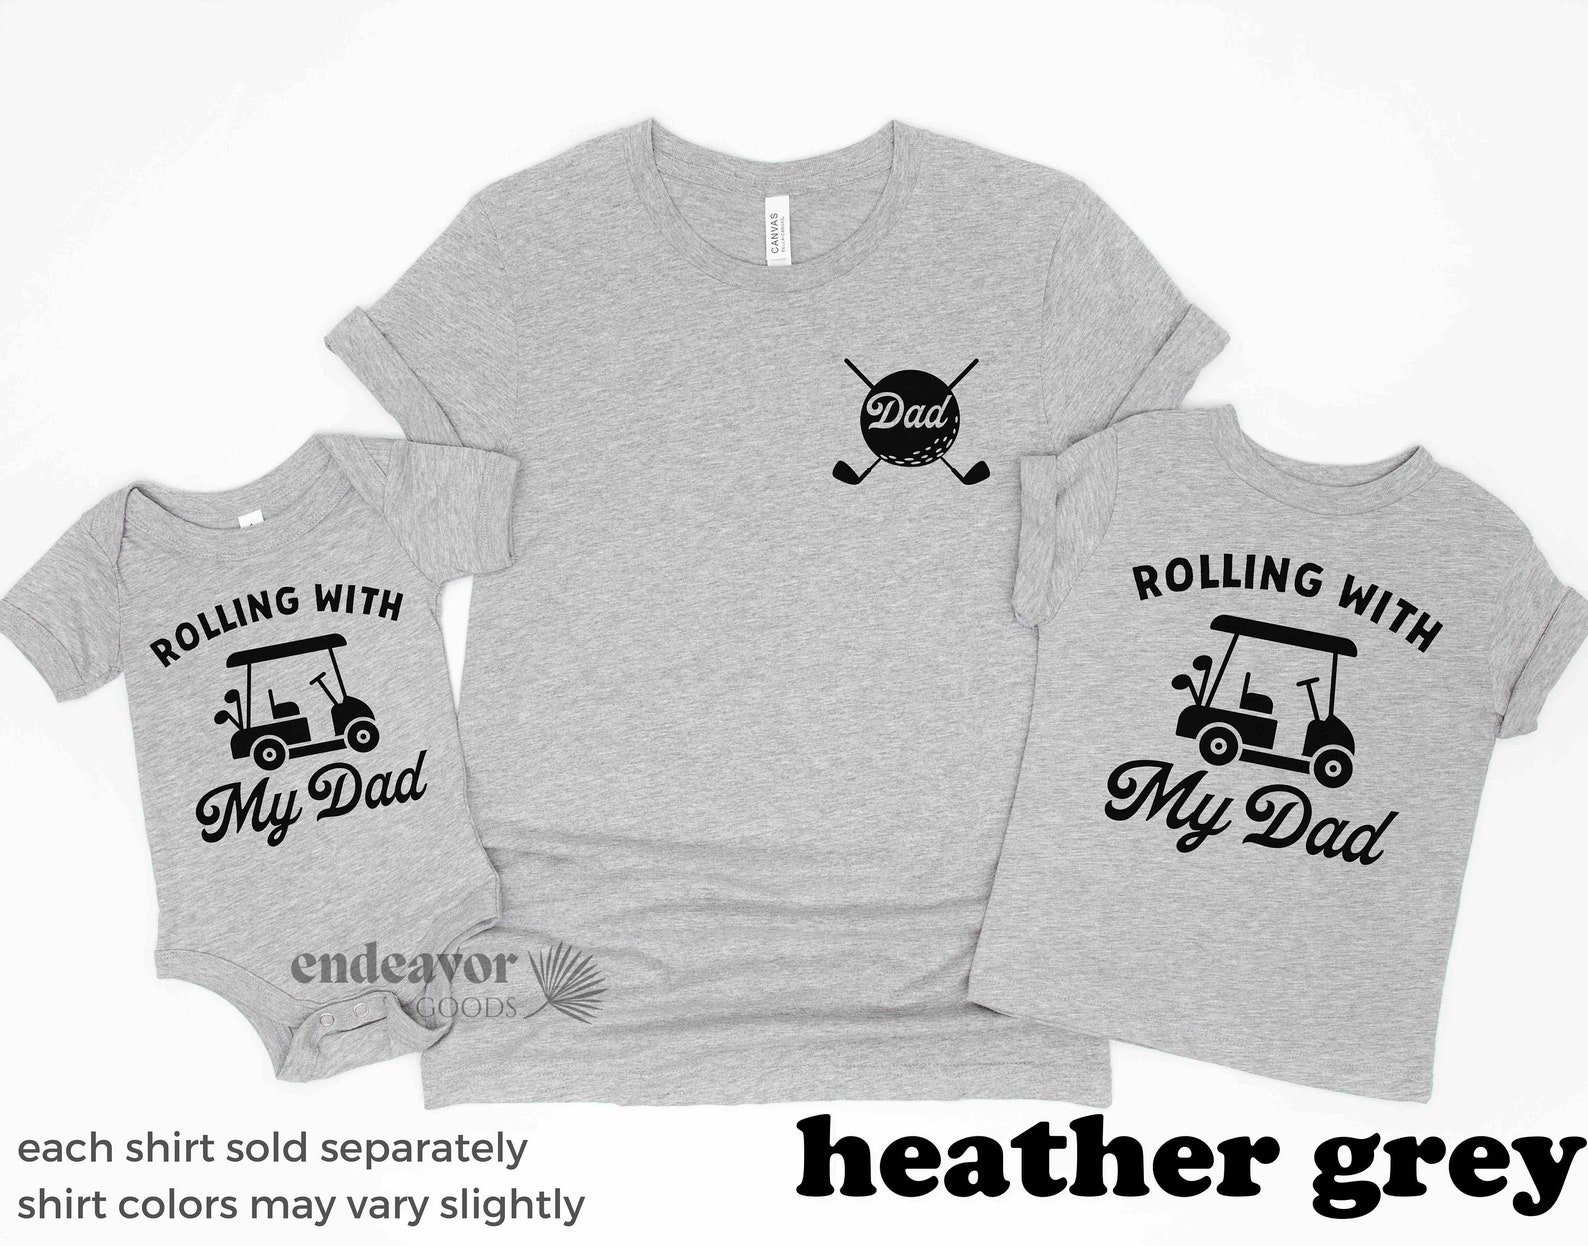 CANVAS
Dad
ROLLING WITH
My Dad
ROLLING WITH
My Dad
endeavor
GOODS
each shirt sold separately
shirt colors may vary slightly
heather grey